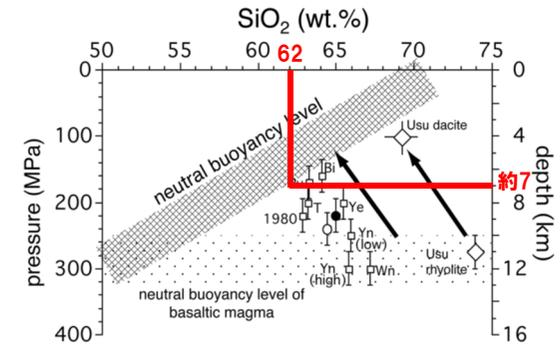 SiO2 (wt.%)
50 55 60 65 70 75
62
0 0
100 4
200 8
300 12
400 16
pressure (MPa)
depth (km)
neutral buoyancy level
Usu dacite
Bi
約7
T
Ye
1980
Yn
(low)
Usu
rhyolite
Yn
(high)
Wn
neutral buoyancy level of
basaltic magma